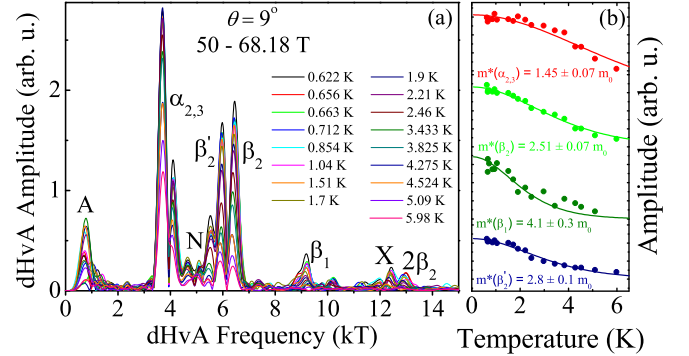 θ = 9°
(a)
50 - 68.18 T
0.622 K
0.656 K
0.663 K
0.712 K
0.854 K
1.04 K
1.51 K
1.7 K
1.9 K
2.21 K
2.46 K
3.433 K
3.825 K
4.275 K
4.524 K
5.09 K
5.98 K
α2,3
β2'
β2
A
N
β1
X
2β2
0
1
2
0
2
4
6
8
10
12
14
dHvA Amplitude (arb. u.)
dHvA Frequency (kT)
(b)
m*(α2,3) = 1.45 ± 0.07 m0
m*(β2) = 2.51 ± 0.07 m0
m*(β1) = 4.1 ± 0.3 m0
m*(β2') = 2.8 ± 0.1 m0
0
2
4
6
Temperature (K)
Amplitude (arb. u.)